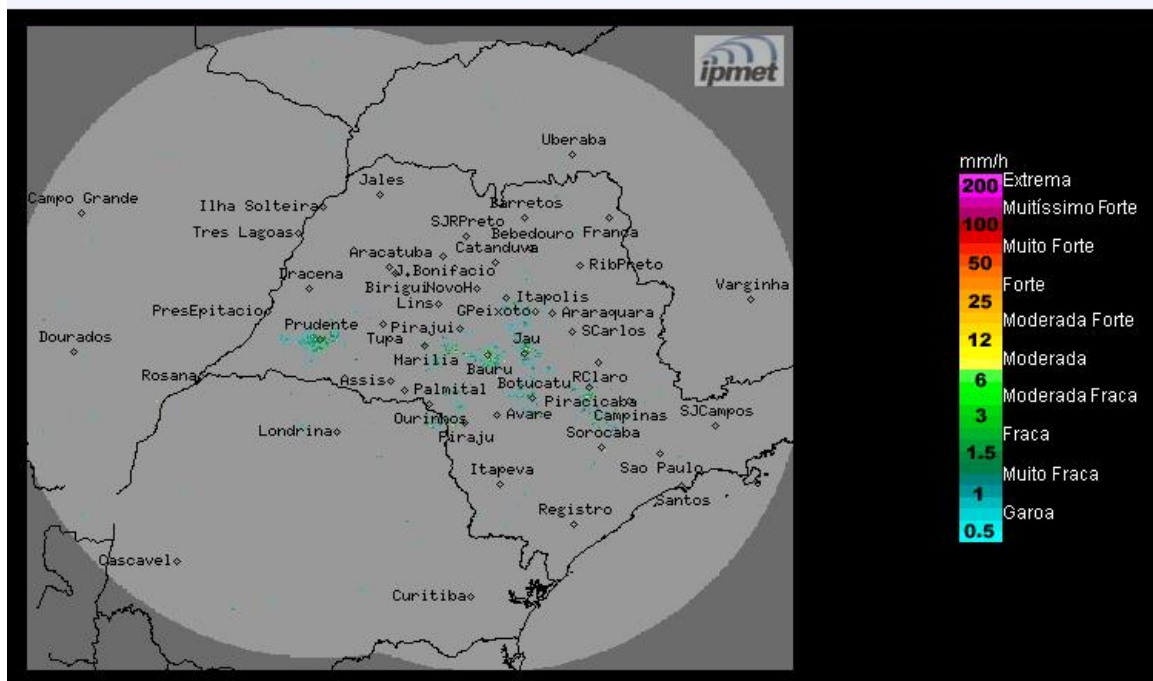 ipmet
Uberaba
Jales
Campo Grande
Ilha Solteira
Barretos
SJRPreto
Tres Lagoas
Bebedouro Franca
Aracatuba
Catanduva
J.Bonifacio
RibPreto
Dracena
BiriguiNovoH
Varginha
Lins
Itapolis
PresEpitacio
GPeixoto
Araraquara
Prudente
Pirajui
SCarlos
Dourados
Tupa
Jau
Marilia
Bauru
Rosana
Assis
Botucatu
RClaro
Palmital
Piracicaba
Ourinhos
Avare
Campinas
SJCampos
Londrina
Piraju
Sorocaba
Itapeva
Sao Paulo
Santos
Registro
Cascavel
Curitiba
mm/h
200 Extrema
Muitíssimo Forte
100
Muito Forte
50
Forte
25
Moderada Forte
12
Moderada
6
Moderada Fraca
3
Fraca
1.5
Muito Fraca
1
Garoa
0.5